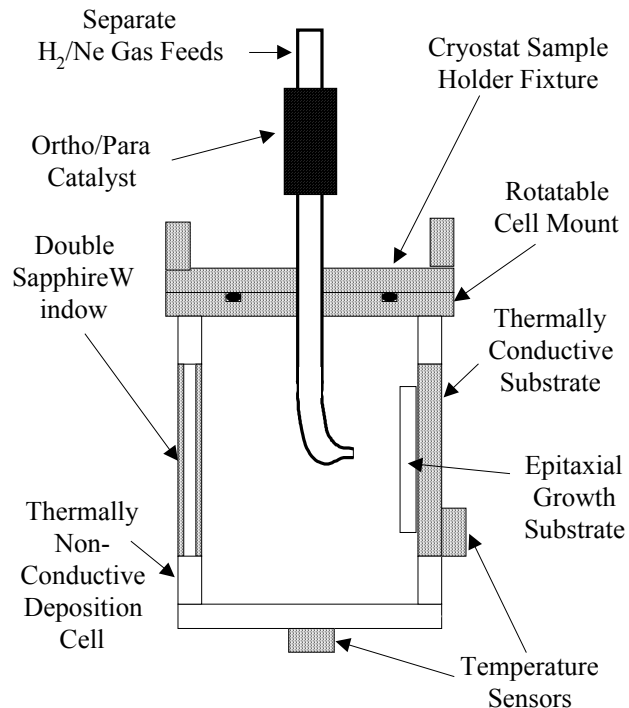 Separate
H₂/Ne Gas Feeds
Cryostat Sample
Holder Fixture
Ortho/Para
Catalyst
Rotatable
Cell Mount
Double
SapphireW
indow
Thermally
Conductive
Substrate
Epitaxial
Growth
Substrate
Thermally
Non-
Conductive
Deposition
Cell
Temperature
Sensors